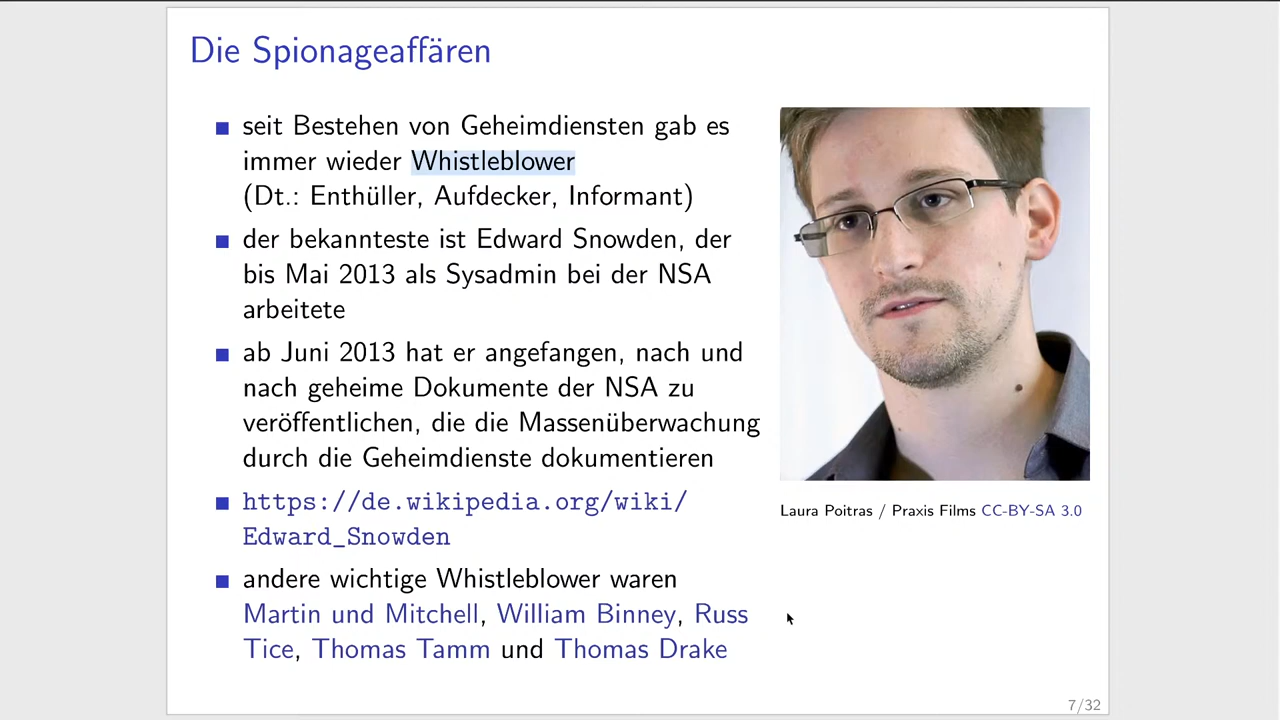 Die Spionageaffären
seit Bestehen von Geheimdiensten gab es
immer wieder Whistleblower
(Dt.: Enthüller, Aufdecker, Informant)
der bekannteste ist Edward Snowden, der
bis Mai 2013 als Sysadmin bei der NSA
arbeitete
ab Juni 2013 hat er angefangen, nach und
nach geheime Dokumente der NSA zu
veröffentlichen, die die Massenüberwachung
durch die Geheimdienste dokumentieren
https://de.wikipedia.org/wiki/
Edward_Snowden
andere wichtige Whistleblower waren
Martin und Mitchell, William Binney, Russ
Tice, Thomas Tamm und Thomas Drake
Laura Poitras / Praxis Films CC-BY-SA 3.0
7/32